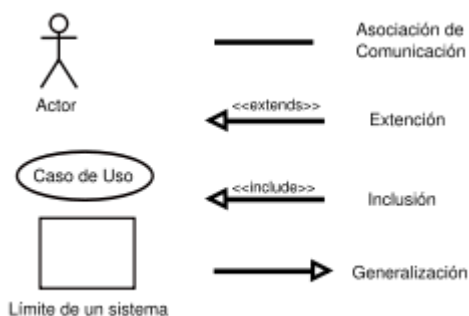 Asociación de
Comunicación
Actor
<<extends>>
Extención
Caso de Uso
<<include>>
Inclusión
Generalización
Límite de un sistema